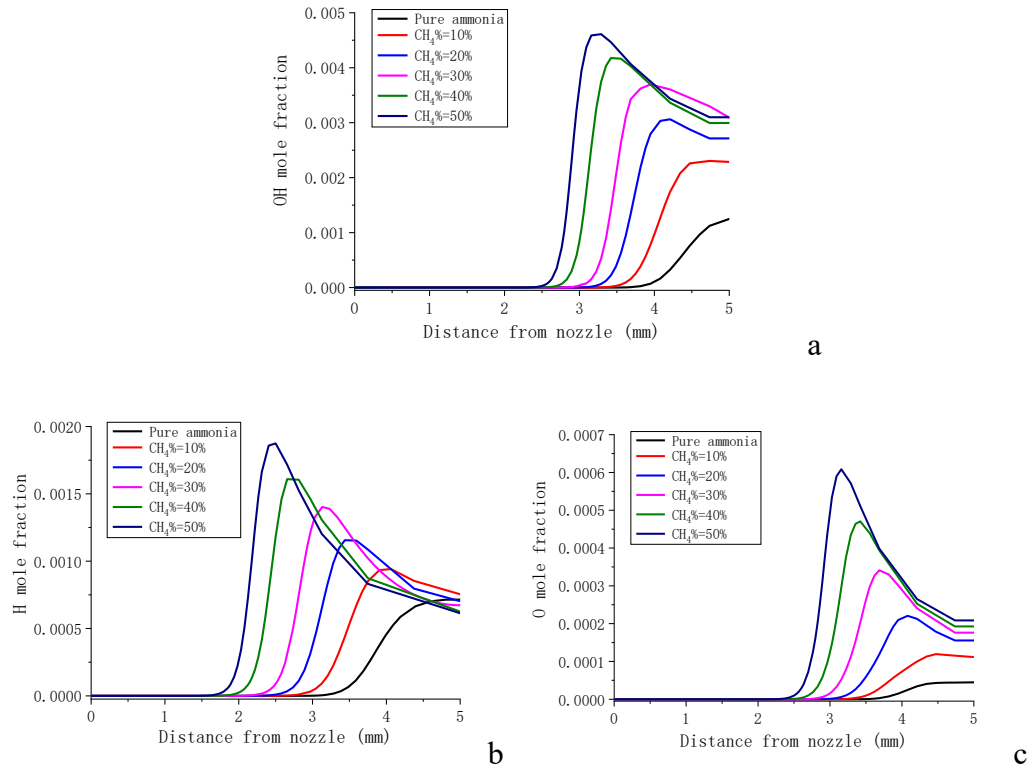 OH mole fraction
0.005
0.004
0.003
0.002
0.001
0.000
Pure ammonia
CH₄%=10%
CH₄%=20%
CH₄%=30%
CH₄%=40%
CH₄%=50%
0 1 2 3 4 5
Distance from nozzle (mm)
a
H mole fraction
0.0020
0.0015
0.0010
0.0005
0.0000
Pure ammonia
CH₄%=10%
CH₄%=20%
CH₄%=30%
CH₄%=40%
CH₄%=50%
0 1 2 3 4 5
Distance from nozzle (mm)
b
O mole fraction
0.0007
0.0006
0.0005
0.0004
0.0003
0.0002
0.0001
0.0000
Pure ammonia
CH₄%=10%
CH₄%=20%
CH₄%=30%
CH₄%=40%
CH₄%=50%
0 1 2 3 4 5
Distance from nozzle (mm)
c